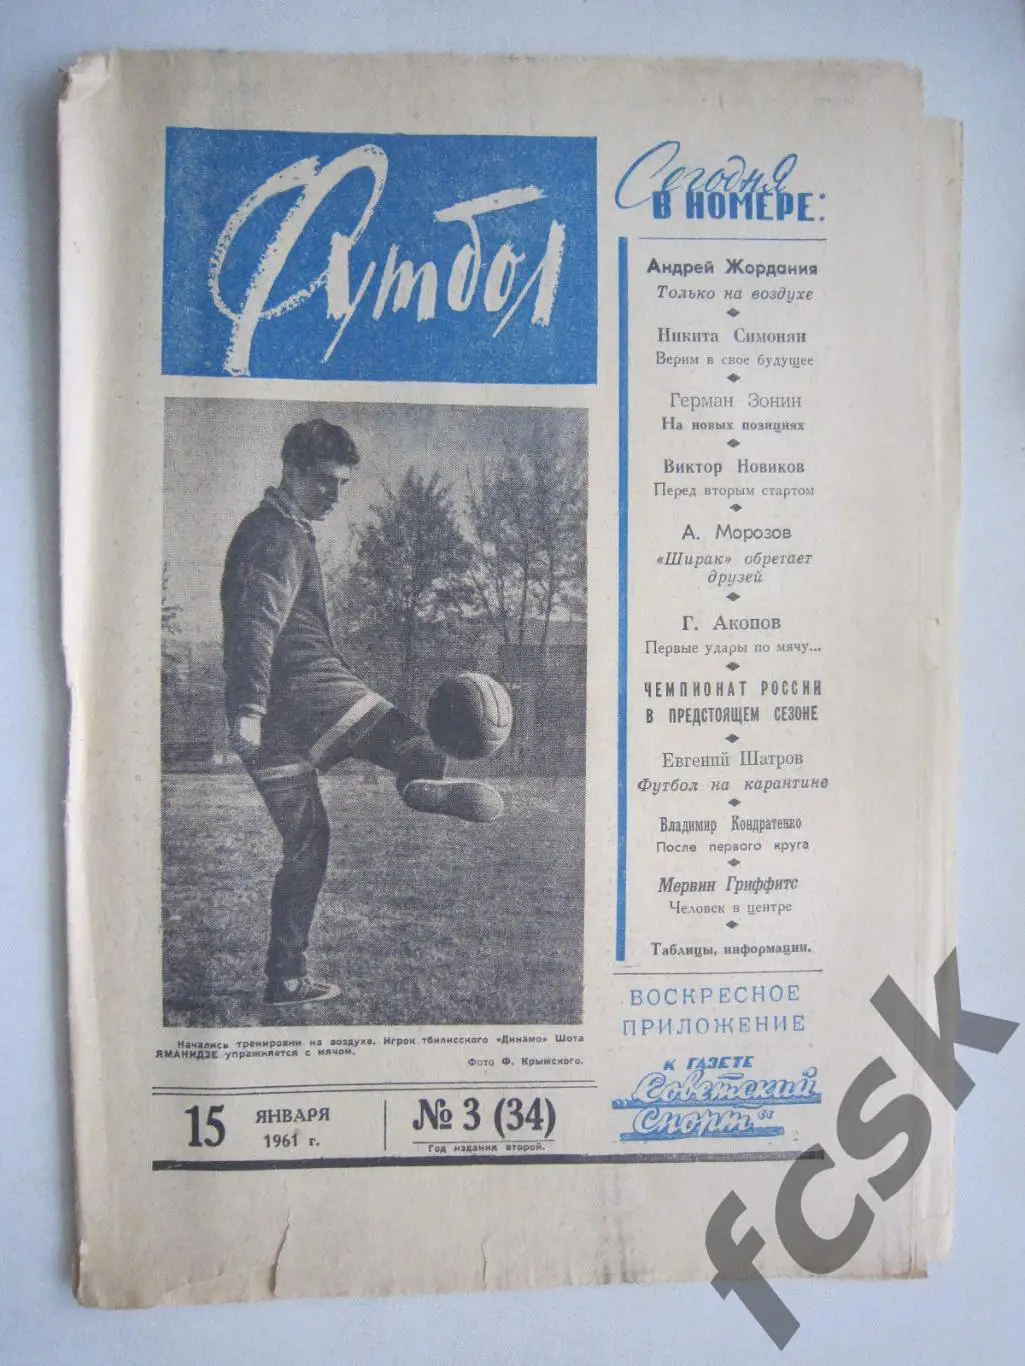 Футбол
Сегодня
В НОМЕРЕ:
Андрей Жордания
Только на воздухе
Никита Симонян
Верим в свое будущее
Герман Зонин
На новых позициях
Виктор Новиков
Перед вторым стартом
А. Морозов
«Ширак» обретает
друзей
Г. Акопов
Первые удары по мячу...
ЧЕМПИОНАТ РОССИИ
В ПРЕДСТОЯЩЕМ СЕЗОНЕ
Евгений Шатров
Футбол на карантине
Владимир Кондратенко
После первого круга
Мервин Гриффитс
Человек в центре
Таблицы, информации.
ВОСКРЕСНОЕ
ПРИЛОЖЕНИЕ
К ГАЗЕТЕ
„Советский
Спорт“
Начались тренировки на воздухе. Игрок тбилисского «Динамо» Шота
ЯМАНИДЗЕ упражняется с мячом.
Фото Ф. Крымского.
15 ЯНВАРЯ
1961 г.
№ 3 (34)
Год издания второй.
fcsk